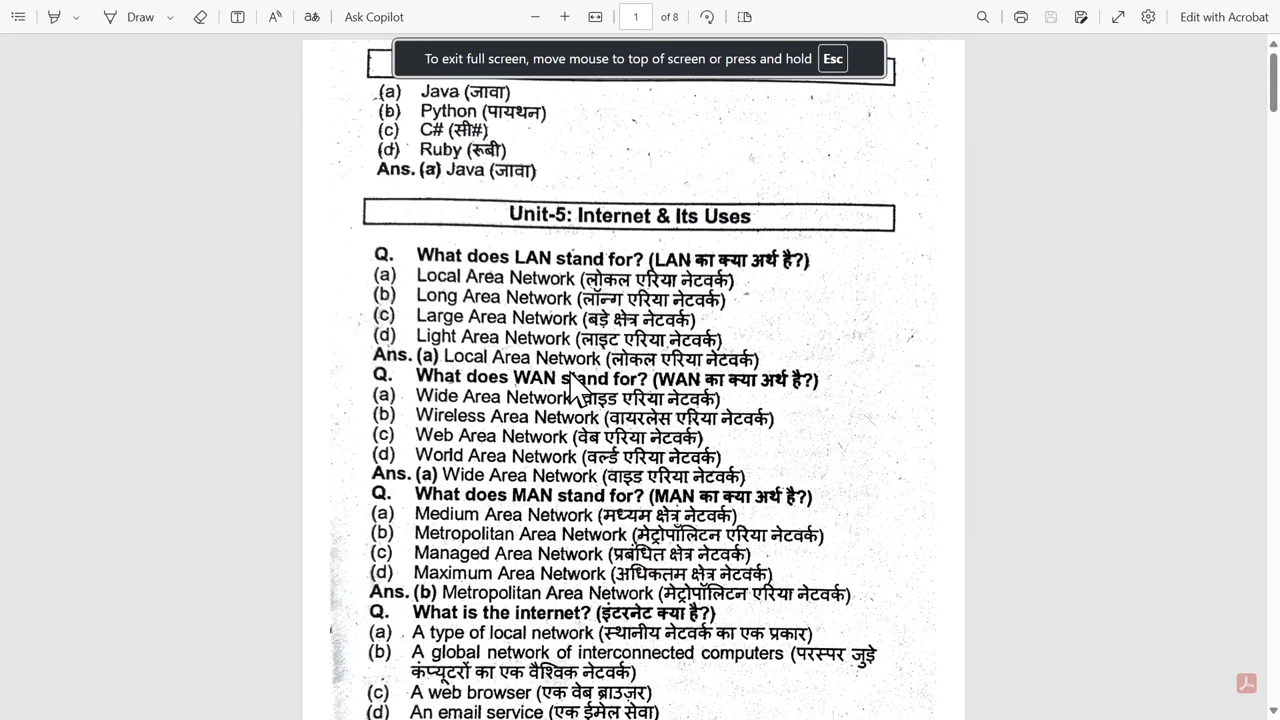 Draw
Ask Copilot
1 of 8
Edit with Acrobat
To exit full screen, move mouse to top of screen or press and hold Esc
(a) Java (जावा)
(b) Python (पायथन)
(c) C# (सी#)
(d) Ruby (रूबी)
Ans. (a) Java (जावा)
Unit-5: Internet & Its Uses
Q. What does LAN stand for? (LAN का क्या अर्थ है?)
(a) Local Area Network (लोकल एरिया नेटवर्क)
(b) Long Area Network (लॉन्ग एरिया नेटवर्क)
(c) Large Area Network (बड़े क्षेत्र नेटवर्क)
(d) Light Area Network (लाइट एरिया नेटवर्क)
Ans. (a) Local Area Network (लोकल एरिया नेटवर्क)
Q. What does WAN stand for? (WAN का क्या अर्थ है?)
(a) Wide Area Network (वाइड एरिया नेटवर्क)
(b) Wireless Area Network (वायरलेस एरिया नेटवर्क)
(c) Web Area Network (वेब एरिया नेटवर्क)
(d) World Area Network (वर्ल्ड एरिया नेटवर्क)
Ans. (a) Wide Area Network (वाइड एरिया नेटवर्क)
Q. What does MAN stand for? (MAN का क्या अर्थ है?)
(a) Medium Area Network (मध्यम क्षेत्र नेटवर्क)
(b) Metropolitan Area Network (मेट्रोपॉलिटन एरिया नेटवर्क)
(c) Managed Area Network (प्रबंधित क्षेत्र नेटवर्क)
(d) Maximum Area Network (अधिकतम क्षेत्र नेटवर्क)
Ans. (b) Metropolitan Area Network (मेट्रोपॉलिटन एरिया नेटवर्क)
Q. What is the internet? (इंटरनेट क्या है?)
(a) A type of local network (स्थानीय नेटवर्क का एक प्रकार)
(b) A global network of interconnected computers (परस्पर जुड़े
कंप्यूटरों का एक वैश्विक नेटवर्क)
(c) A web browser (एक वेब ब्राउज़र)
(d) An email service (एक ईमेल सेवा)